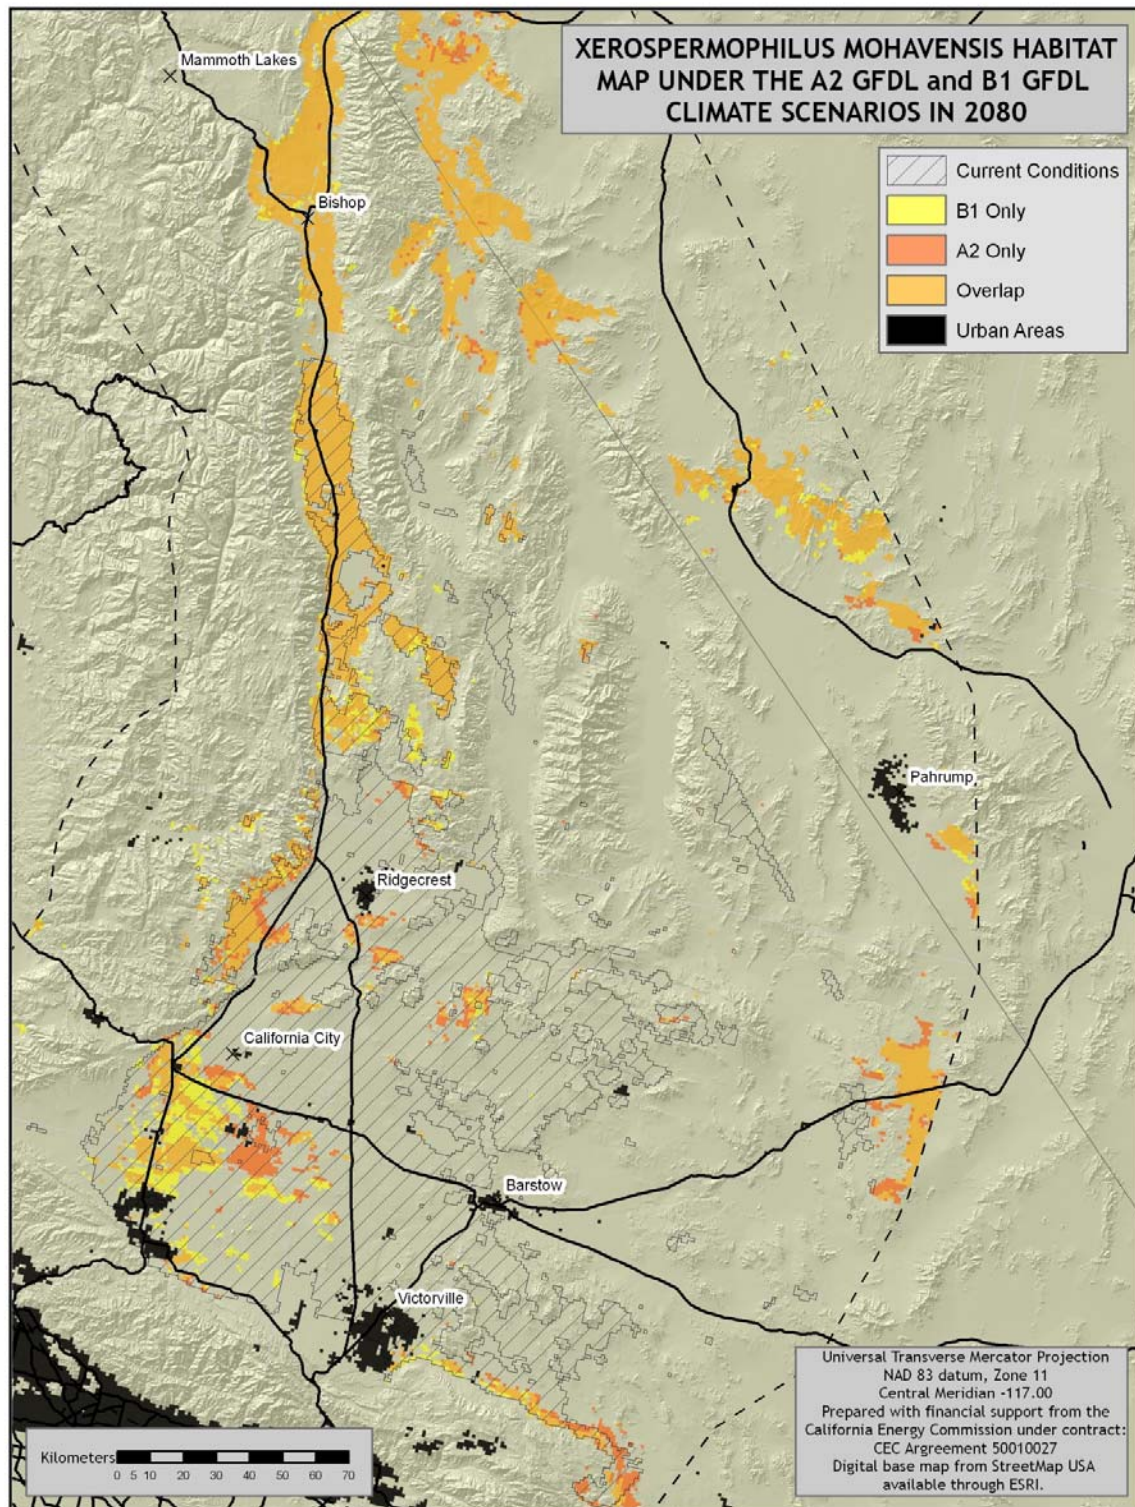 XEROSPERMOPHILUS MOHAVENSIS HABITAT
MAP UNDER THE A2 GFDL and B1 GFDL
CLIMATE SCENARIOS IN 2080
Current Conditions
B1 Only
A2 Only
Overlap
Urban Areas
Mammoth Lakes
Bishop
Pahrump
Ridgecrest
California City
Barstow
Victorville
Universal Transverse Mercator Projection
NAD 83 datum, Zone 11
Central Meridian -117.00
Prepared with financial support from the
California Energy Commission under contract:
CEC Argreement 50010027
Digital base map from StreetMap USA
available through ESRI.
Kilometers
0 5 10 20 30 40 50 60 70